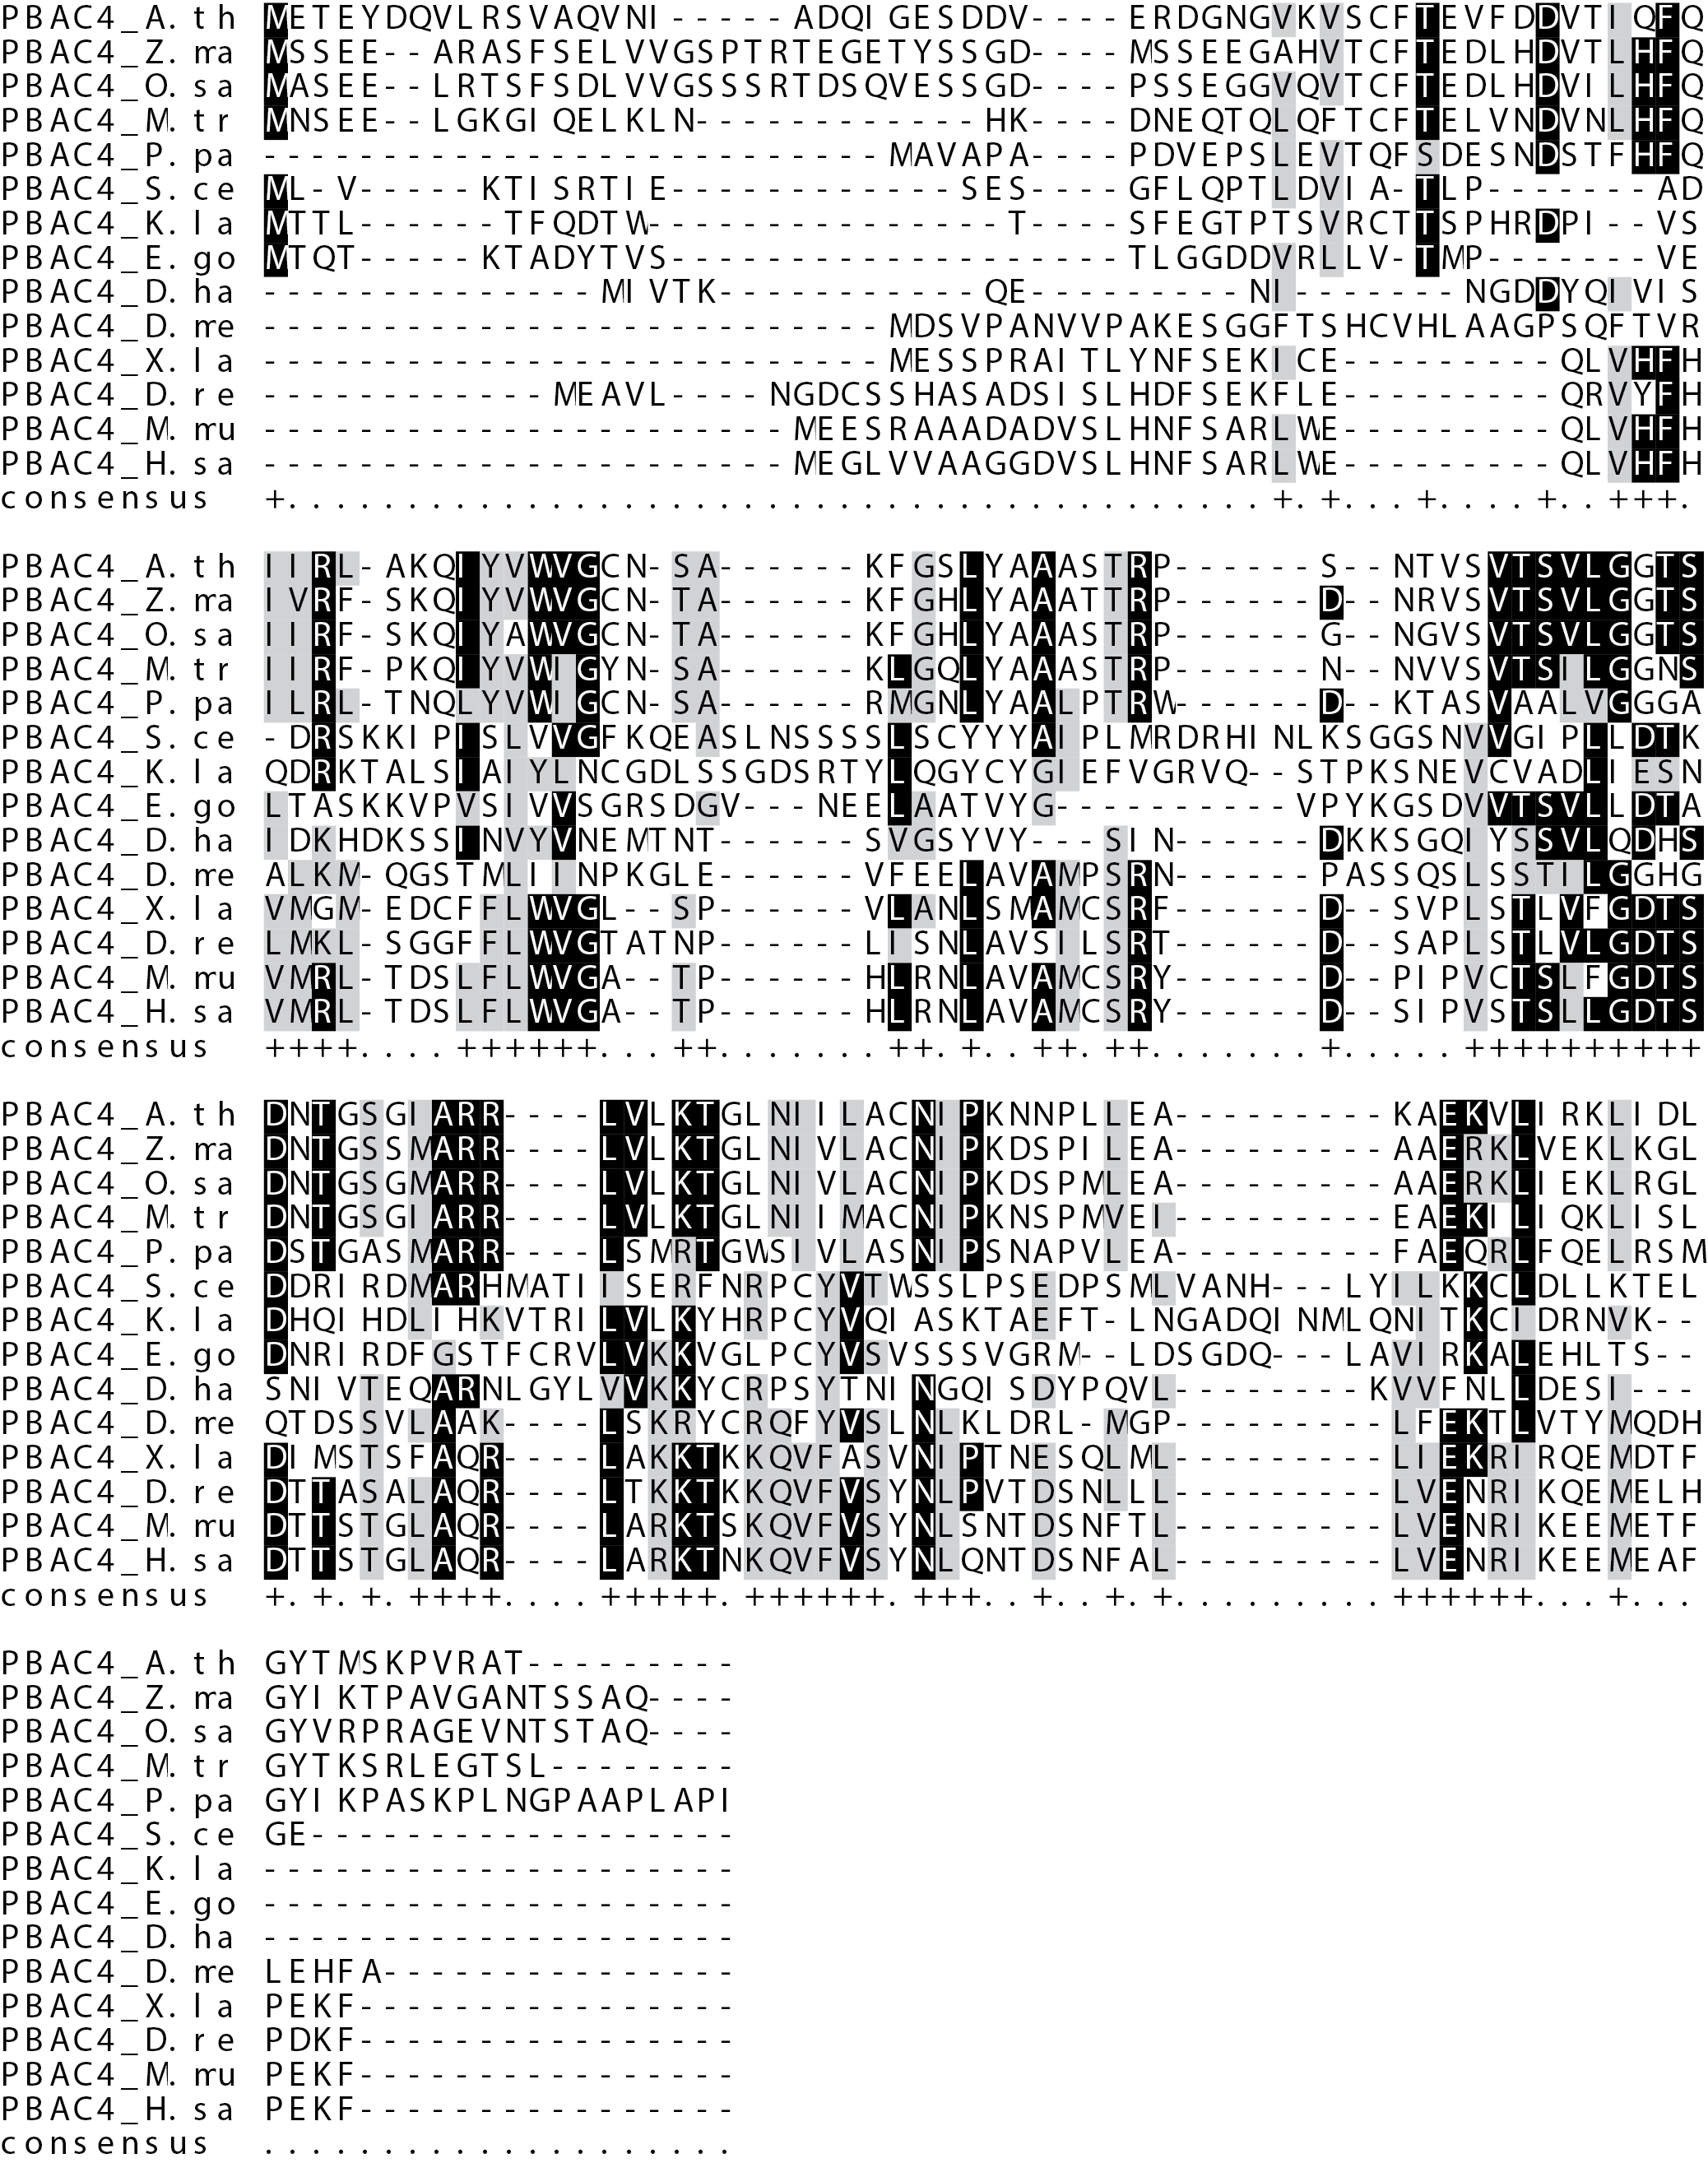 PBAC4_A.th METEYDQVLRSVAQVNI-----ADQIGESDDV----ERDGNGVKVSCFTEVFDDVTIQFQ
PBAC4_Z.ma MSSEE--ARASFSELVVGSPTRTEGETYSSGD----MSSEEGAHVTCFTEDLHDVTLHFQ
PBAC4_O.sa MASEE--LRTSFSDLVVGSSSRTDSQVESSGD----PSSEGGVQVTCFTEDLHDVILHFQ
PBAC4_M.tr MNSEE--LGKGIQELKLN------------HK----DNEQTQLQFTCFTELVNDVNLHFQ
PBAC4_P.pa --------------------------MAVAPA----PDVEPSLEVTQFSDESNDSTFHFQ
PBAC4_S.ce ML-V-----KTISRTIE------------SES----GFLQPTLDVIA-TLP-------AD
PBAC4_K.la MTTL------TFQDTW---------------T----SFEGTPTSVRCTTSPHRDPI--VS
PBAC4_E.go MTQT-----KTADYTVS-------------------TLGGDDVRLLV-TMP-------VE
PBAC4_D.ha --------------MIVTK-----------QE---------NI-------NGDDYQIVIS
PBAC4_D.me --------------------------MDSVPANVVPAKESGGFTSHCVHLAAGPSQFTVR
PBAC4_X.la --------------------------MESSPRAITLYNFSEKICE---------QLVHFH
PBAC4_D.re ------------MEAVL----NGDCSSHASADSISLHDFSEKFLE---------QRVYFH
PBAC4_M.mu ----------------------MEESRAAADADVSLHNFSARLWE---------QLVHFH
PBAC4_H.sa ----------------------MEGLVVAAGGDVSLHNFSARLWE---------QLVHFH
consensus +.........................................+.+...+....+..+++.
PBAC4_A.th IIRL-AKQIYVWVGCN-SA------KFGSLYAAASTRP------S--NTVSVTSVLGGTS
PBAC4_Z.ma IVRF-SKQIYVWVGCN-TA------KFGHLYAAATTRP------D--NRVSVTSVLGGTS
PBAC4_O.sa IIRF-SKQIYAWVGCN-TA------KFGHLYAAASTRP------G--NGVSVTSVLGGTS
PBAC4_M.tr IIRF-PKQIYVWIGYN-SA------KLGQLYAAASTRP------N--NVVSVTSILGGNS
PBAC4_P.pa ILRL-TNQLYVWIGCN-SA------RMGNLYAALPTRW------D--KTASVAALVGGGA
PBAC4_S.ce -DRSKKIPISLVVGFKQEASLNSSSSLSCYYYAIPLMRDRHINLKSGGSNVVGIPLLDTK
PBAC4_K.la QDRKTALSIAIYLNCGDLSSGDSRTYLQGYCYGIEFVGRVQ--STPKSNEVCVADLIESN
PBAC4_E.go LTASKKVPVSIVVSGRSDGV---NEELAATVYG----------VPYKGSDVVTSVLLDTA
PBAC4_D.ha IDKHDKSSINVYVNEMTNT------SVGSYVY---SIN------DKKSGQIYSSVLQDHS
PBAC4_D.me ALKM-QGSTMLIINPKGLE------VFEELAVAMPSRN------PASSQSLSSTILGGHG
PBAC4_X.la VMGM-EDCFFLWVGL--SP------VLANLSMAMCSRF------D--SVPLSTLVFGDTS
PBAC4_D.re LMKL-SGGFFLWVGTATNP------LISNLAVSILSRT------D--SAPLSTLVLGDTS
PBAC4_M.mu VMRL-TDSLFLWVGA--TP------HLRNLAVAMCSRY------D--PIPVCTSLFGDTS
PBAC4_H.sa VMRL-TDSLFLWVGA--TP------HLRNLAVAMCSRY------D--SIPVSTSLLGDTS
consensus ++++....++++++...++.......++.+..++.++.......+.....++++++++++
PBAC4_A.th DNTGSGIARR----LVLKTGLNIILACNIPKNNPLLEA---------KAEKVLIRKLIDL
PBAC4_Z.ma DNTGSSMARR----LVLKTGLNIVLACNIPKDSPILEA---------AAERKLVEKLKGL
PBAC4_O.sa DNTGSGMARR----LVLKTGLNIVLACNIPKDSPMLEA---------AAERKLIEKLRGL
PBAC4_M.tr DNTGSGIARR----LVLKTGLNIIMACNIPKNSPMVEI---------EAEKILIQKLISL
PBAC4_P.pa DSTGASMARR----LSMRTGWSIVLASNIPSNAPVLEA---------FAEQRLFQELRSM
PBAC4_S.ce DDRIRDMARHMATIISERFNRPCYVTWSSLPSEDPSMLVANH---LYILKKCLDLLKTEL
PBAC4_K.la DHQIHDLIHKVTRILVLKYHRPCYVQIASKTAEFT-LNGADQINMLQNITKCIDRNVK--
PBAC4_E.go DNRIRDFGSTFCRVLVKKVGLPCYVSVSSSVGRM--LDSGDQ---LAVIRKALEHLTS--
PBAC4_D.ha SNIVTEQARNLGYLVVKKYCRPSYTNINGQISDYPQVL--------KVVFNLLDESI---
PBAC4_D.me QTDSSVLAAK----LSKRYCRQFYVSLNLKLDRL-MGP---------LFEKTLVTYMQDH
PBAC4_X.la DIMSTSFAQR----LAKKTKKQVFASVNIPTNESQLML---------LIEKRIRQEMDTF
PBAC4_D.re DTTASALAQR----LTKKTKKQVFVSYNLPVTDSNLLL---------LVENRIKQEMELH
PBAC4_M.mu DTTSTGLAQR----LARKTSKQVFVSYNLSNTDSNFTL---------LVENRIKEEMETF
PBAC4_H.sa DTTSTGLAQR----LARKTNKQVFVSYNLQNTDSNFAL---------LVENRIKEEMEAF
consensus +.+.+.++++....+++++.++++++.+++..+..+.+.........++++++...+...
PBAC4_A.th GYTMSKPVRAT---------
PBAC4_Z.ma GYIKTPAVGANTSSAQ----
PBAC4_O.sa GYVRPRAGEVNTSTAQ----
PBAC4_M.tr GYTKSRLEGTSL--------
PBAC4_P.pa GYIKPASKPLNGPAAPLAPI
PBAC4_S.ce GE------------------
PBAC4_K.la --------------------
PBAC4_E.go --------------------
PBAC4_D.ha --------------------
PBAC4_D.me LEHFA---------------
PBAC4_X.la PEKF----------------
PBAC4_D.re PDKF----------------
PBAC4_M.mu PEKF----------------
PBAC4_H.sa PEKF----------------
consensus ....................